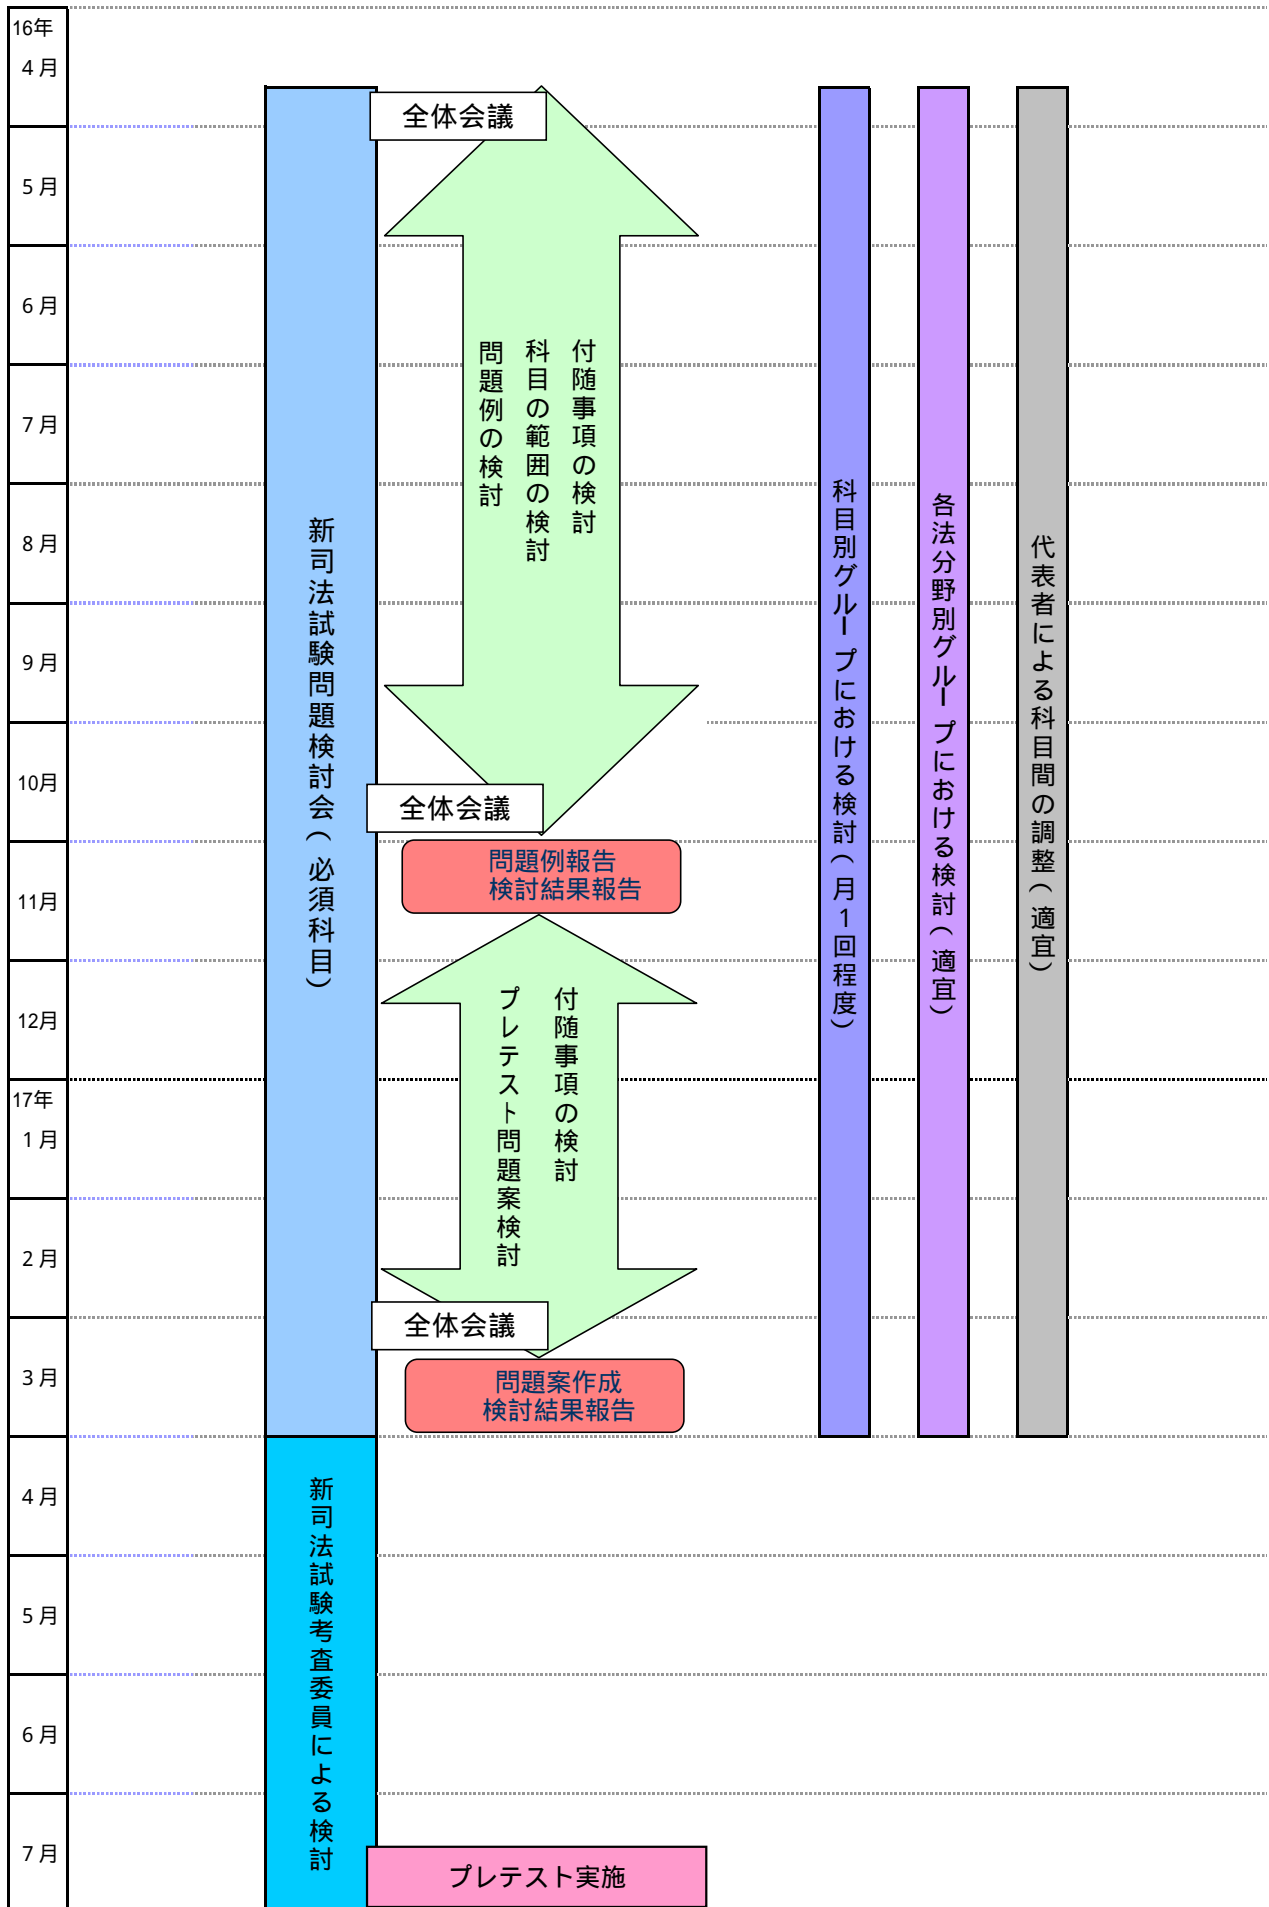 16年
4月
5月
6月
7月
8月
9月
10月
11月
12月
17年
1月
2月
3月
4月
5月
6月
7月
新司法試験問題検討会(必須科目)
新司法試験考査委員による検討
全体会議
付随事項の検討
科目の範囲の検討
問題例の検討
全体会議
問題例報告
検討結果報告
付随事項の検討
プレテスト問題案検討
全体会議
問題案作成
検討結果報告
プレテスト実施
科目別グループにおける検討(月1回程度)
各法分野別グループにおける検討(適宜)
代表者による科目間の調整(適宜)